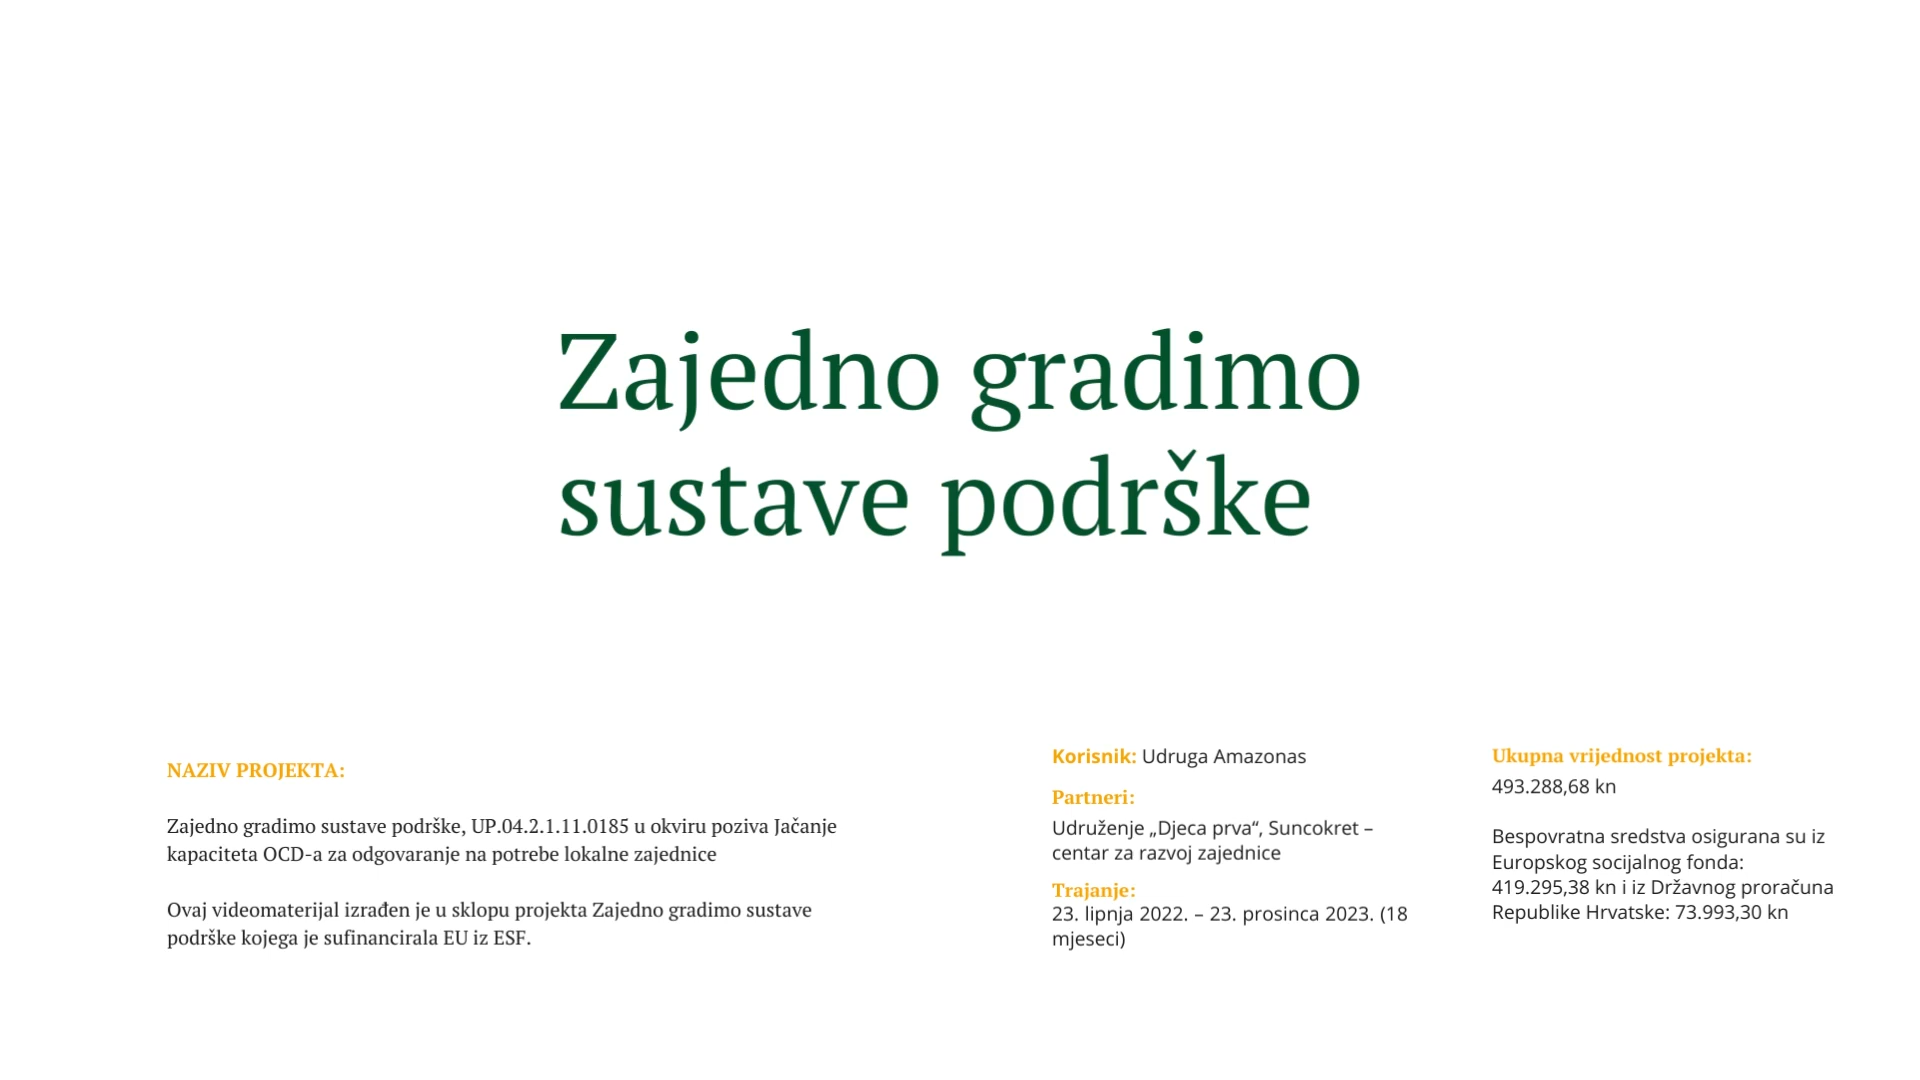 Zajedno gradimo
sustave podrške
NAZIV PROJEKTA:
Zajedno gradimo sustave podrške, UP.04.2.1.11.0185 u okviru poziva Jačanje
kapaciteta OCD-a za odgovaranje na potrebe lokalne zajednice
Ovaj videomaterijal izrađen je u sklopu projekta Zajedno gradimo sustave
podrške kojega je sufinancirala EU iz ESF.
Korisnik: Udruga Amazonas
Partneri:
Udruženje „Djeca prva“, Suncokret –
centar za razvoj zajednice
Trajanje:
23. lipnja 2022. – 23. prosinca 2023. (18
mjeseci)
Ukupna vrijednost projekta:
493.288,68 kn
Bespovratna sredstva osigurana su iz
Europskog socijalnog fonda:
419.295,38 kn i iz Državnog proračuna
Republike Hrvatske: 73.993,30 kn